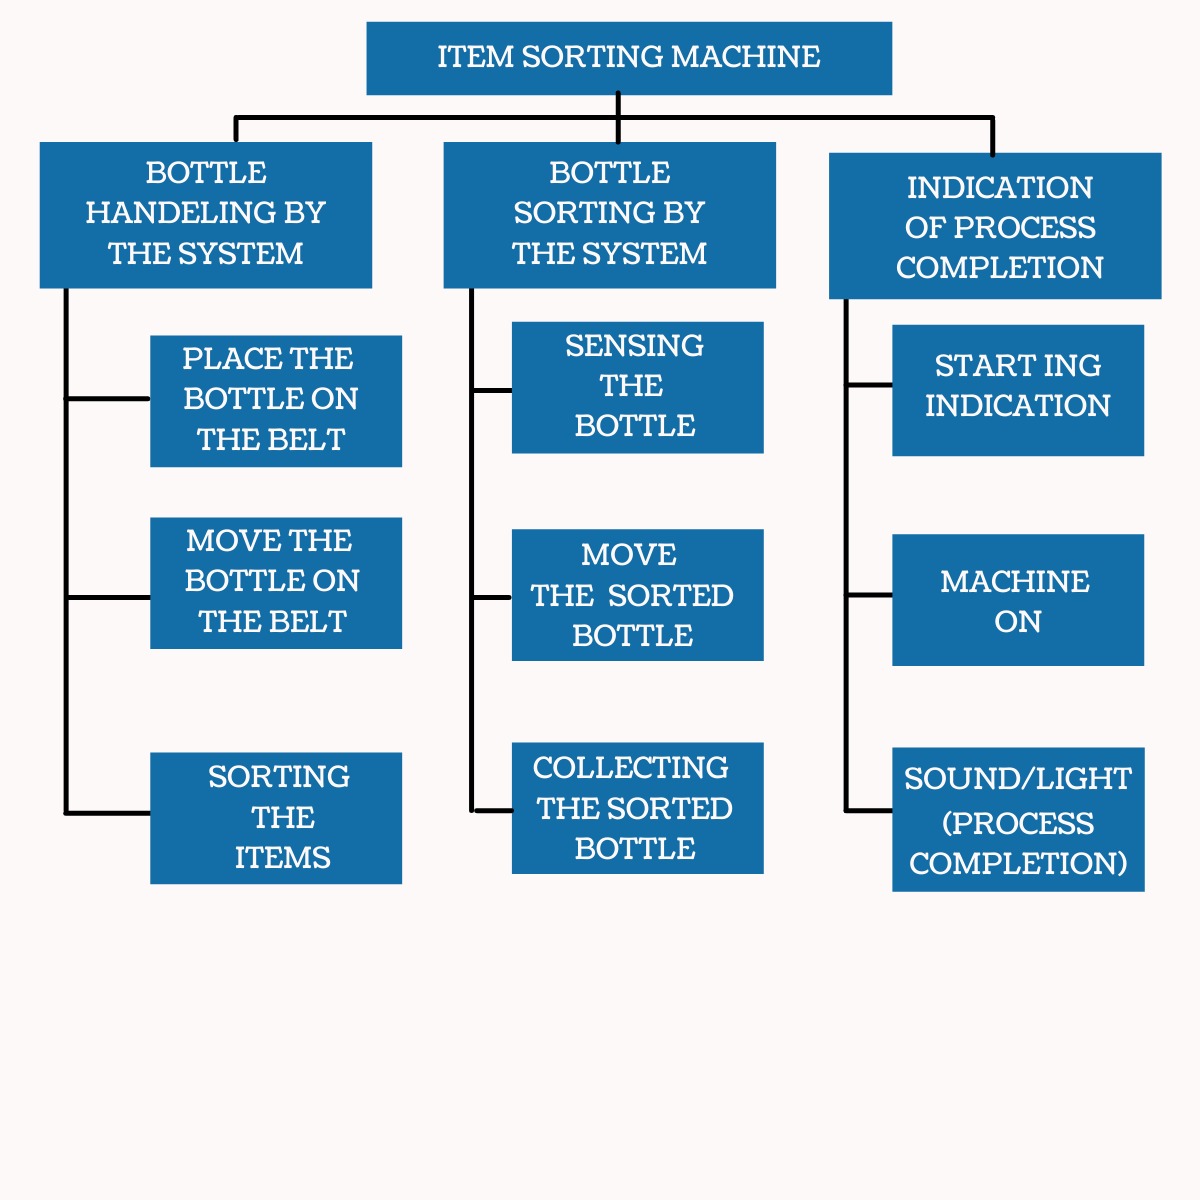 ITEM SORTING MACHINE
BOTTLE
HANDELING BY
THE SYSTEM
PLACE THE
BOTTLE ON
THE BELT
MOVE THE
BOTTLE ON
THE BELT
SORTING
THE
ITEMS
BOTTLE
SORTING BY
THE SYSTEM
SENSING
THE
BOTTLE
MOVE
THE SORTED
BOTTLE
COLLECTING
THE SORTED
BOTTLE
INDICATION
OF PROCESS
COMPLETION
START ING
INDICATION
MACHINE
ON
SOUND/LIGHT
(PROCESS
COMPLETION)